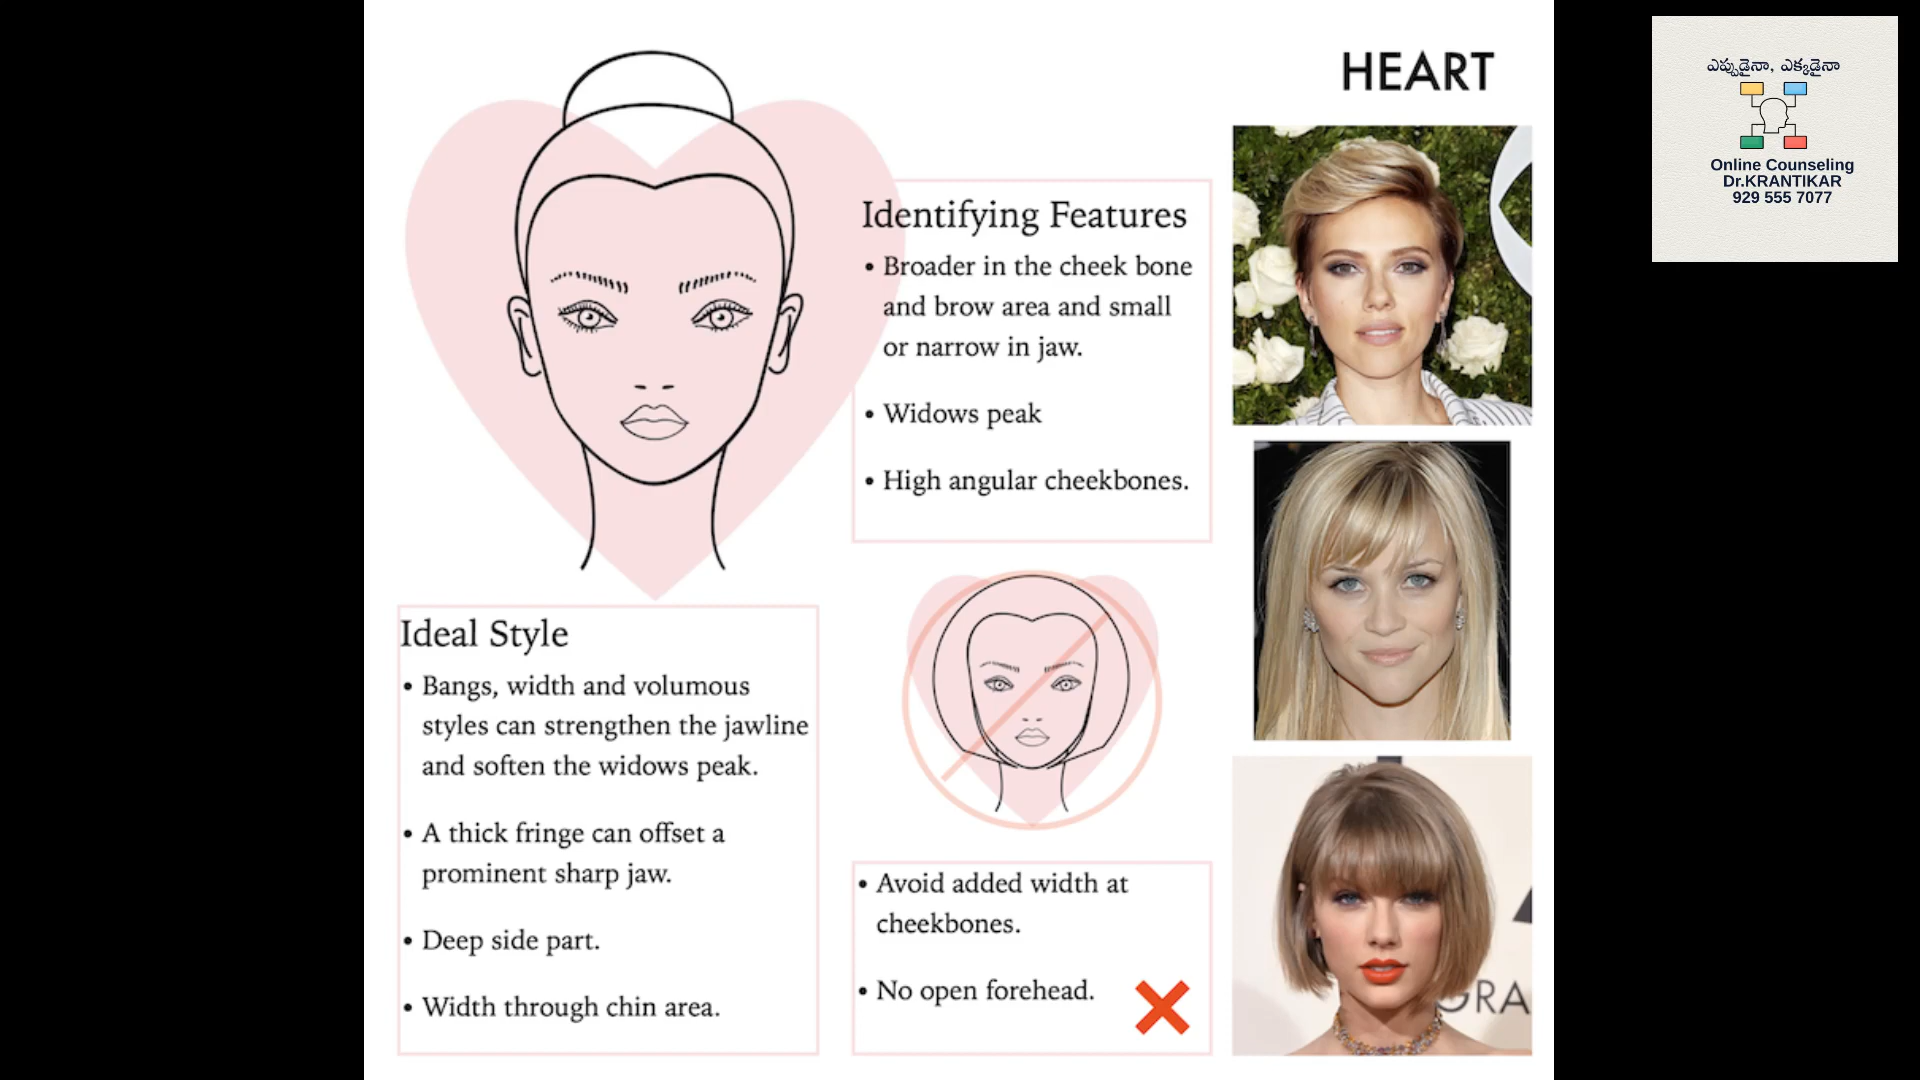 HEART
ఎప్పుడైనా, ఎక్కడైనా
Online Counseling
Dr.KRANTIKAR
929 555 7077
Identifying Features
• Broader in the cheek bone
and brow area and small
or narrow in jaw.
• Widows peak
• High angular cheekbones.
Ideal Style
• Bangs, width and volumous
styles can strengthen the jawline
and soften the widows peak.
• A thick fringe can offset a
prominent sharp jaw.
• Deep side part.
• Width through chin area.
• Avoid added width at
cheekbones.
• No open forehead.
GRA